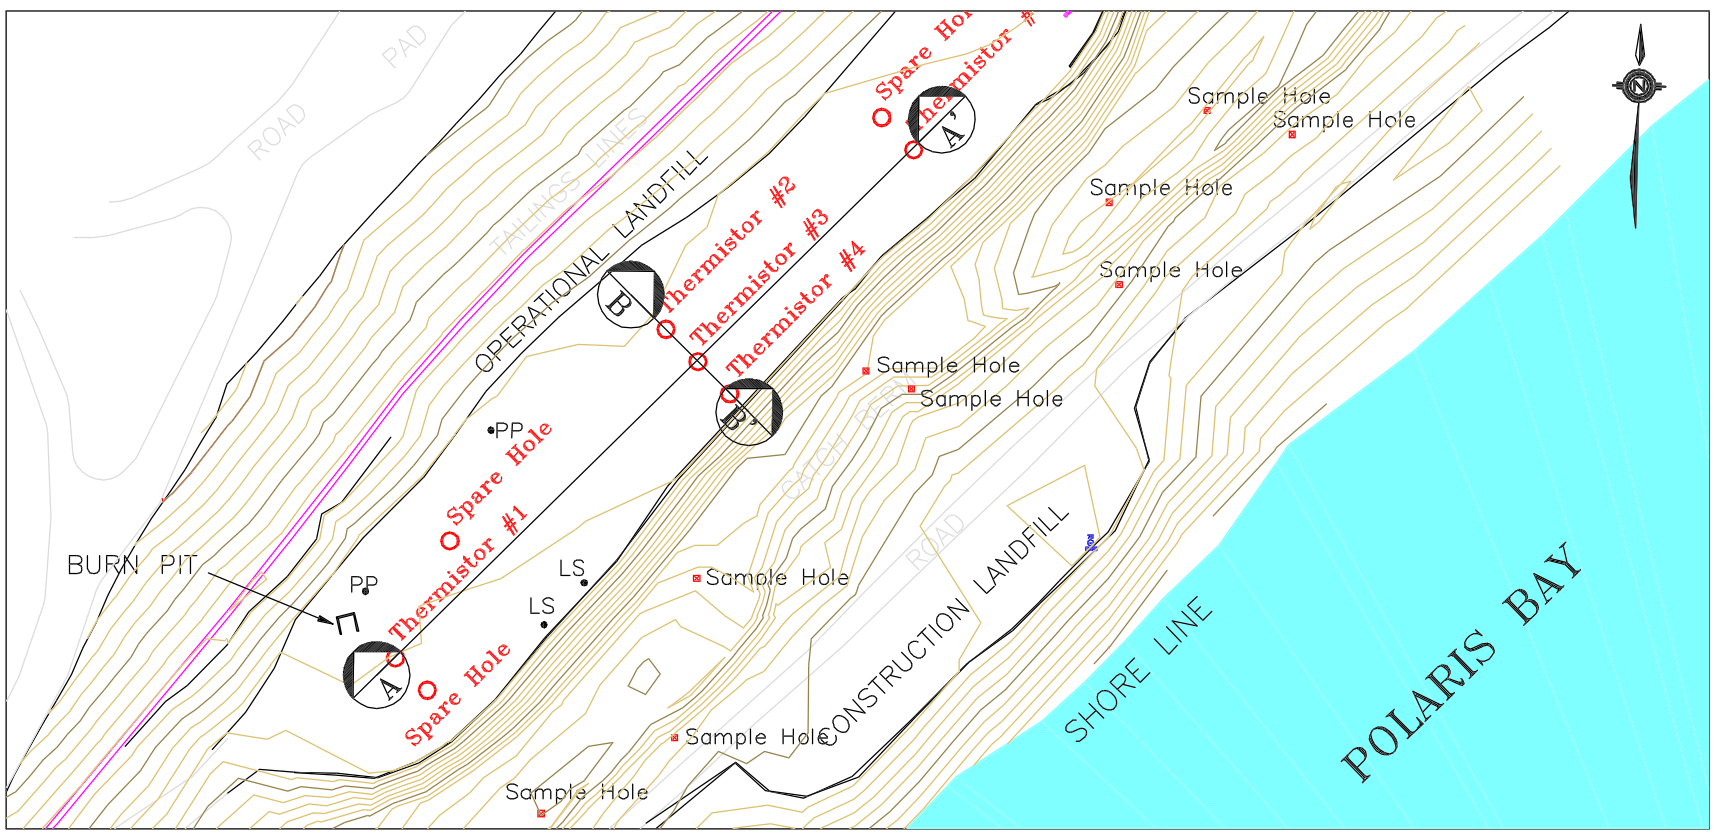 PAD
ROAD
TAILINGS LINES
OPERATIONAL LANDFILL
Spare Hole
Thermistor #
A'
N
Sample Hole
Sample Hole
Sample Hole
Sample Hole
Thermistor #2
Thermistor #3
Thermistor #4
B
B'
Sample Hole
Sample Hole
CATCH BERM
PP
Spare Hole
Thermistor #1
BURN PIT
PP
LS
LS
A
Spare Hole
Sample Hole
ROAD
CONSTRUCTION LANDFILL
Sample Hole
Sample Hole
SHORE LINE
POLARIS BAY